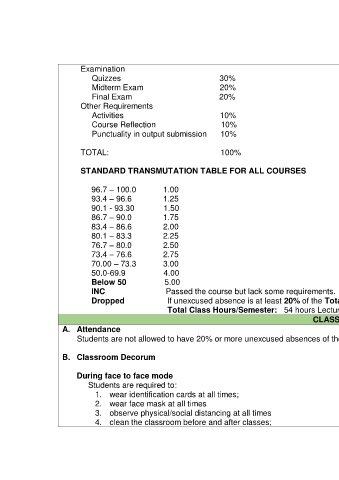 Examination
Quizzes 30%
Midterm Exam 20%
Final Exam 20%
Other Requirements
Activities 10%
Course Reflection 10%
Punctuality in output submission 10%
TOTAL: 100%
STANDARD TRANSMUTATION TABLE FOR ALL COURSES
96.7 – 100.0 1.00
93.4 – 96.6 1.25
90.1 - 93.30 1.50
86.7 – 90.0 1.75
83.4 – 86.6 2.00
80.1 – 83.3 2.25
76.7 – 80.0 2.50
73.4 – 76.6 2.75
70.00 – 73.3 3.00
50.0-69.9 4.00
Below 50 5.00
INC Passed the course but lack some requirements.
Dropped If unexcused absence is at least 20% of the Tota
Total Class Hours/Semester: 54 hours Lectur
CLASS
A. Attendance
Students are not allowed to have 20% or more unexcused absences of th
B. Classroom Decorum
During face to face mode
Students are required to:
1. wear identification cards at all times;
2. wear face mask at all times
3. observe physical/social distancing at all times
4. clean the classroom before and after classes;